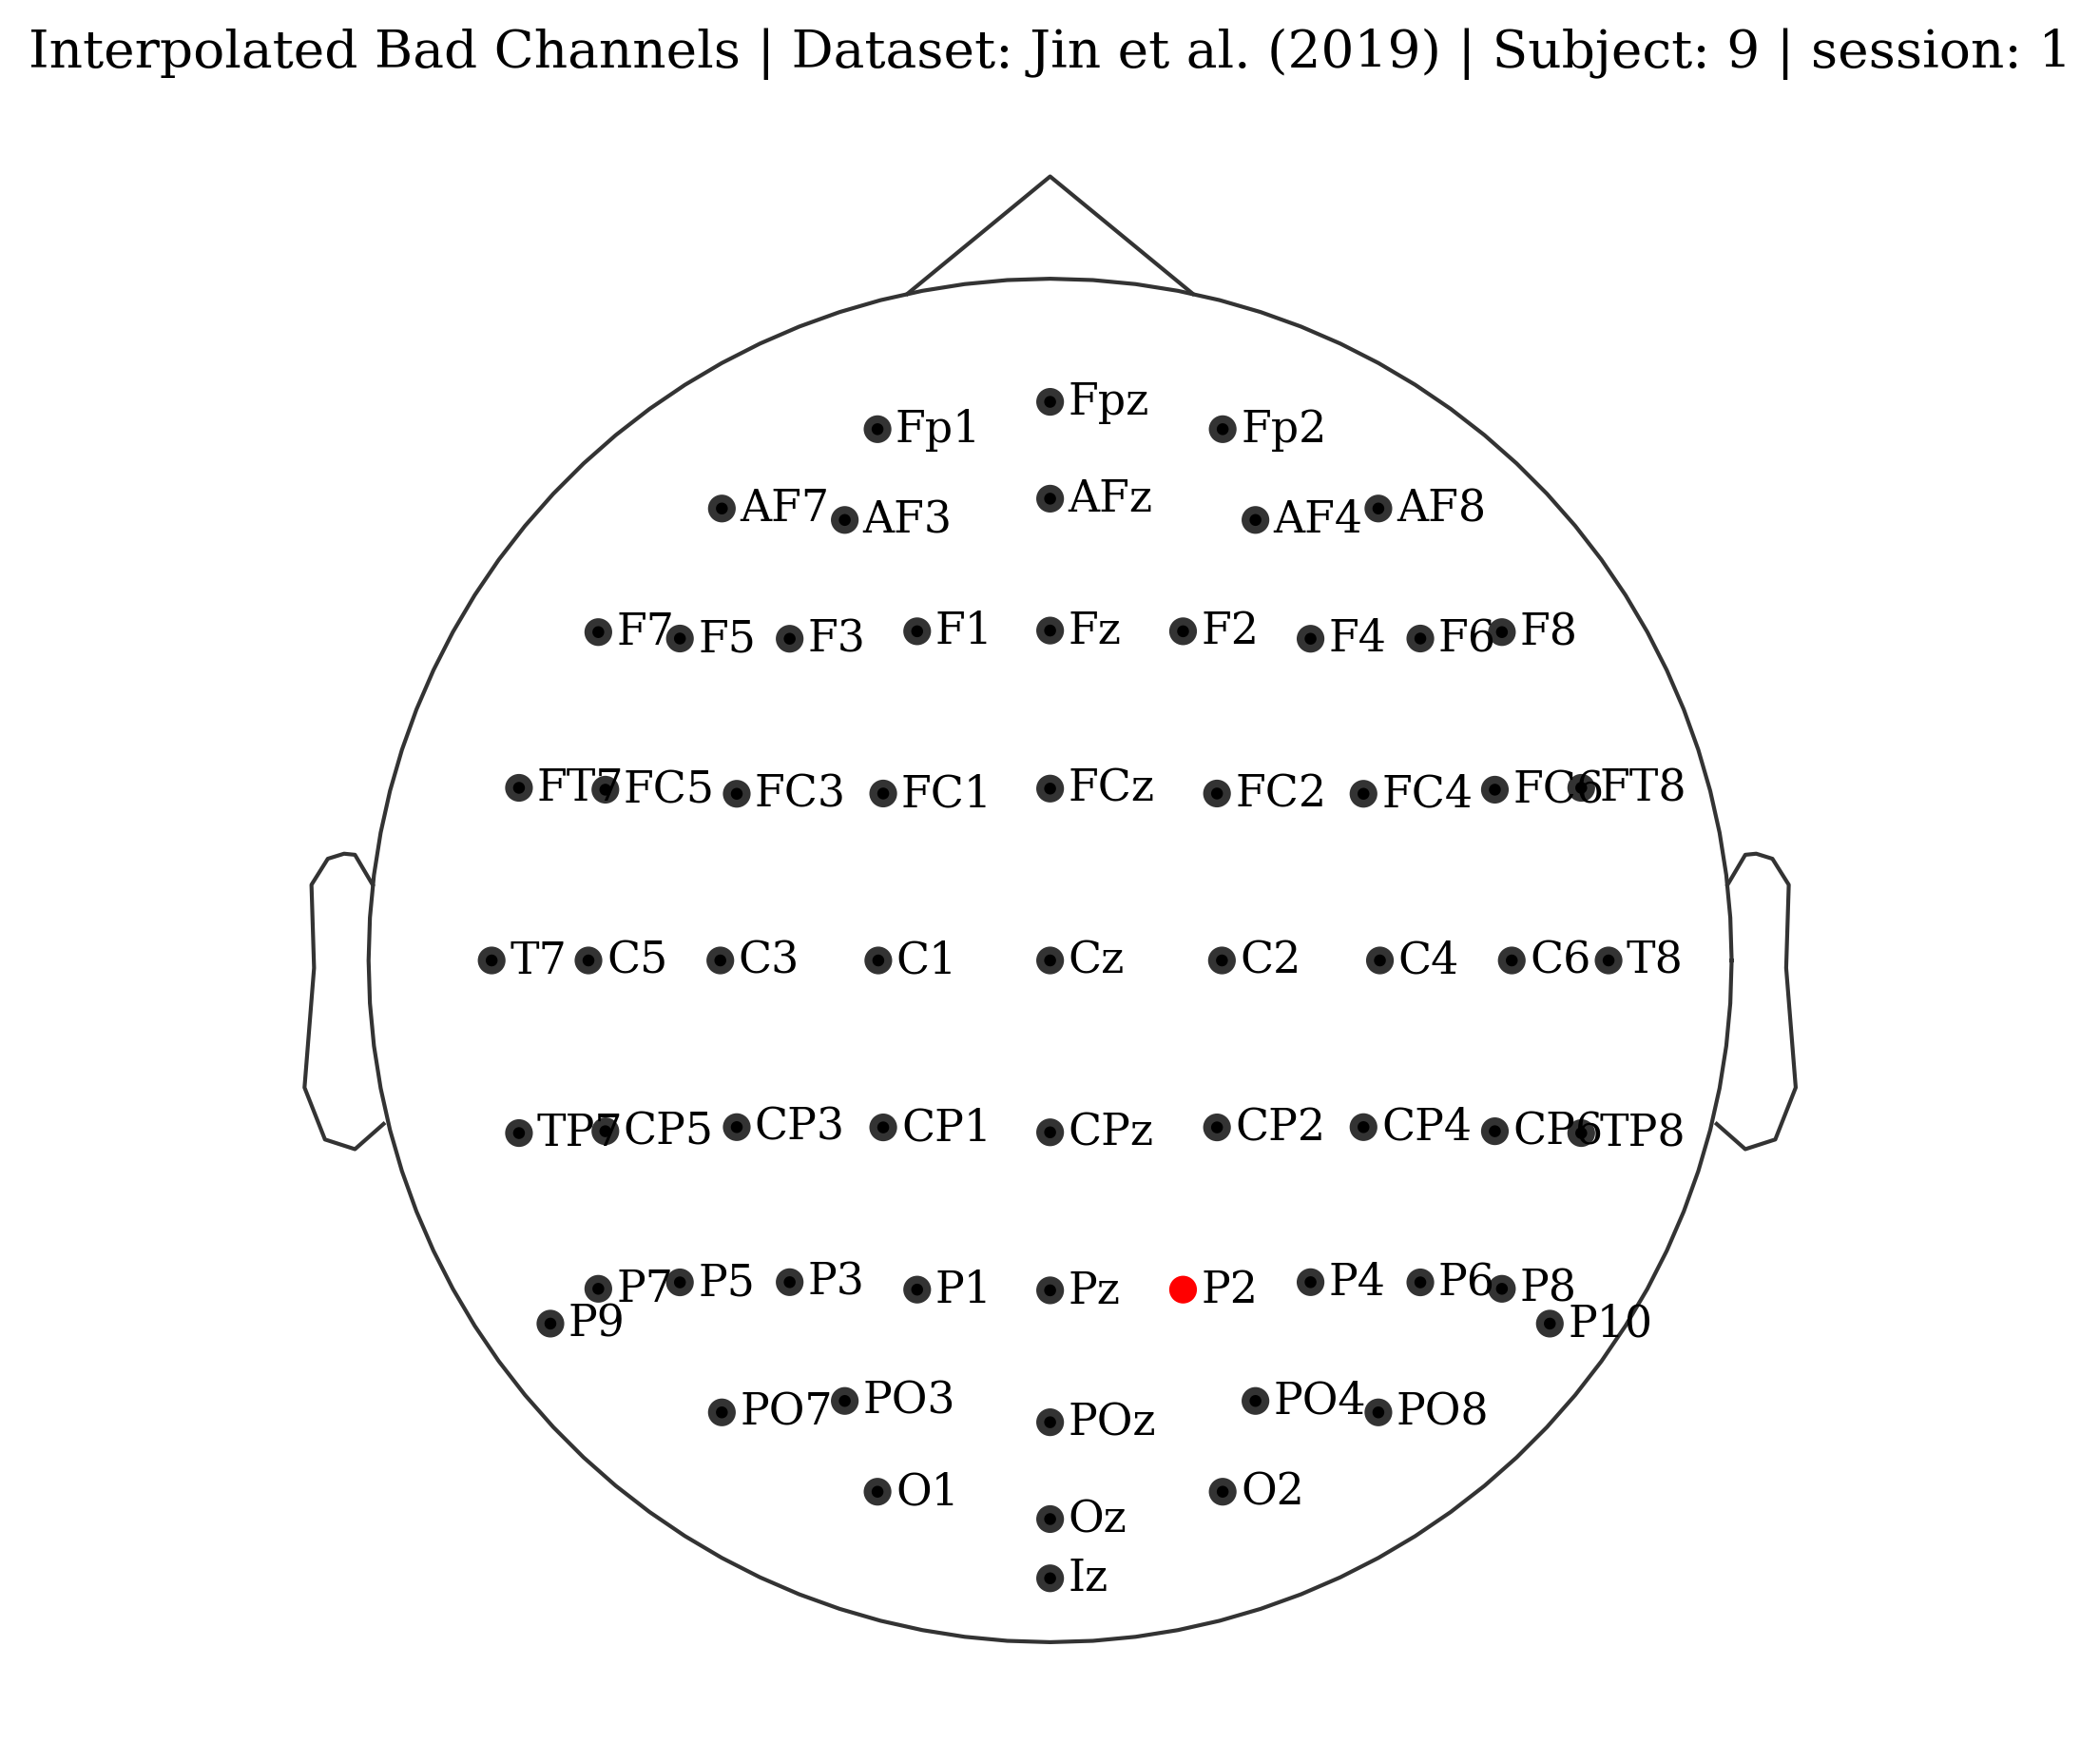 Interpolated Bad Channels | Dataset: Jin et al. (2019) | Subject: 9 | session: 1
Fpz
Fp1 Fp2
AFz
AF7 AF3 AF4 AF8
F7 F5 F3 F1 Fz F2 F4 F6 F8
FT7 FC5 FC3 FC1 FCz FC2 FC4 FC6 FT8
T7 C5 C3 C1 Cz C2 C4 C6 T8
TP7 CP5 CP3 CP1 CPz CP2 CP4 CP6 TP8
P7 P5 P3 P1 Pz P2 P4 P6 P8
P9 P10
PO7 PO3 POz PO4 PO8
O1 O2
Oz
Iz